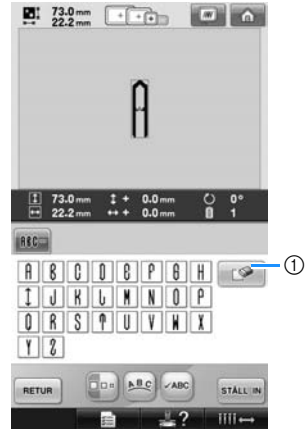 73.0 mm
22.2 mm
73.0 mm ↕ + 0.0 mm 0°
22.2 mm ↔ + 0.0 mm 1
ABC
A B C D E F G H ①
I J K L M N O P
Q R S T U V W X
Y Z
RETUR ABC ✓ABC STÄLL IN
?